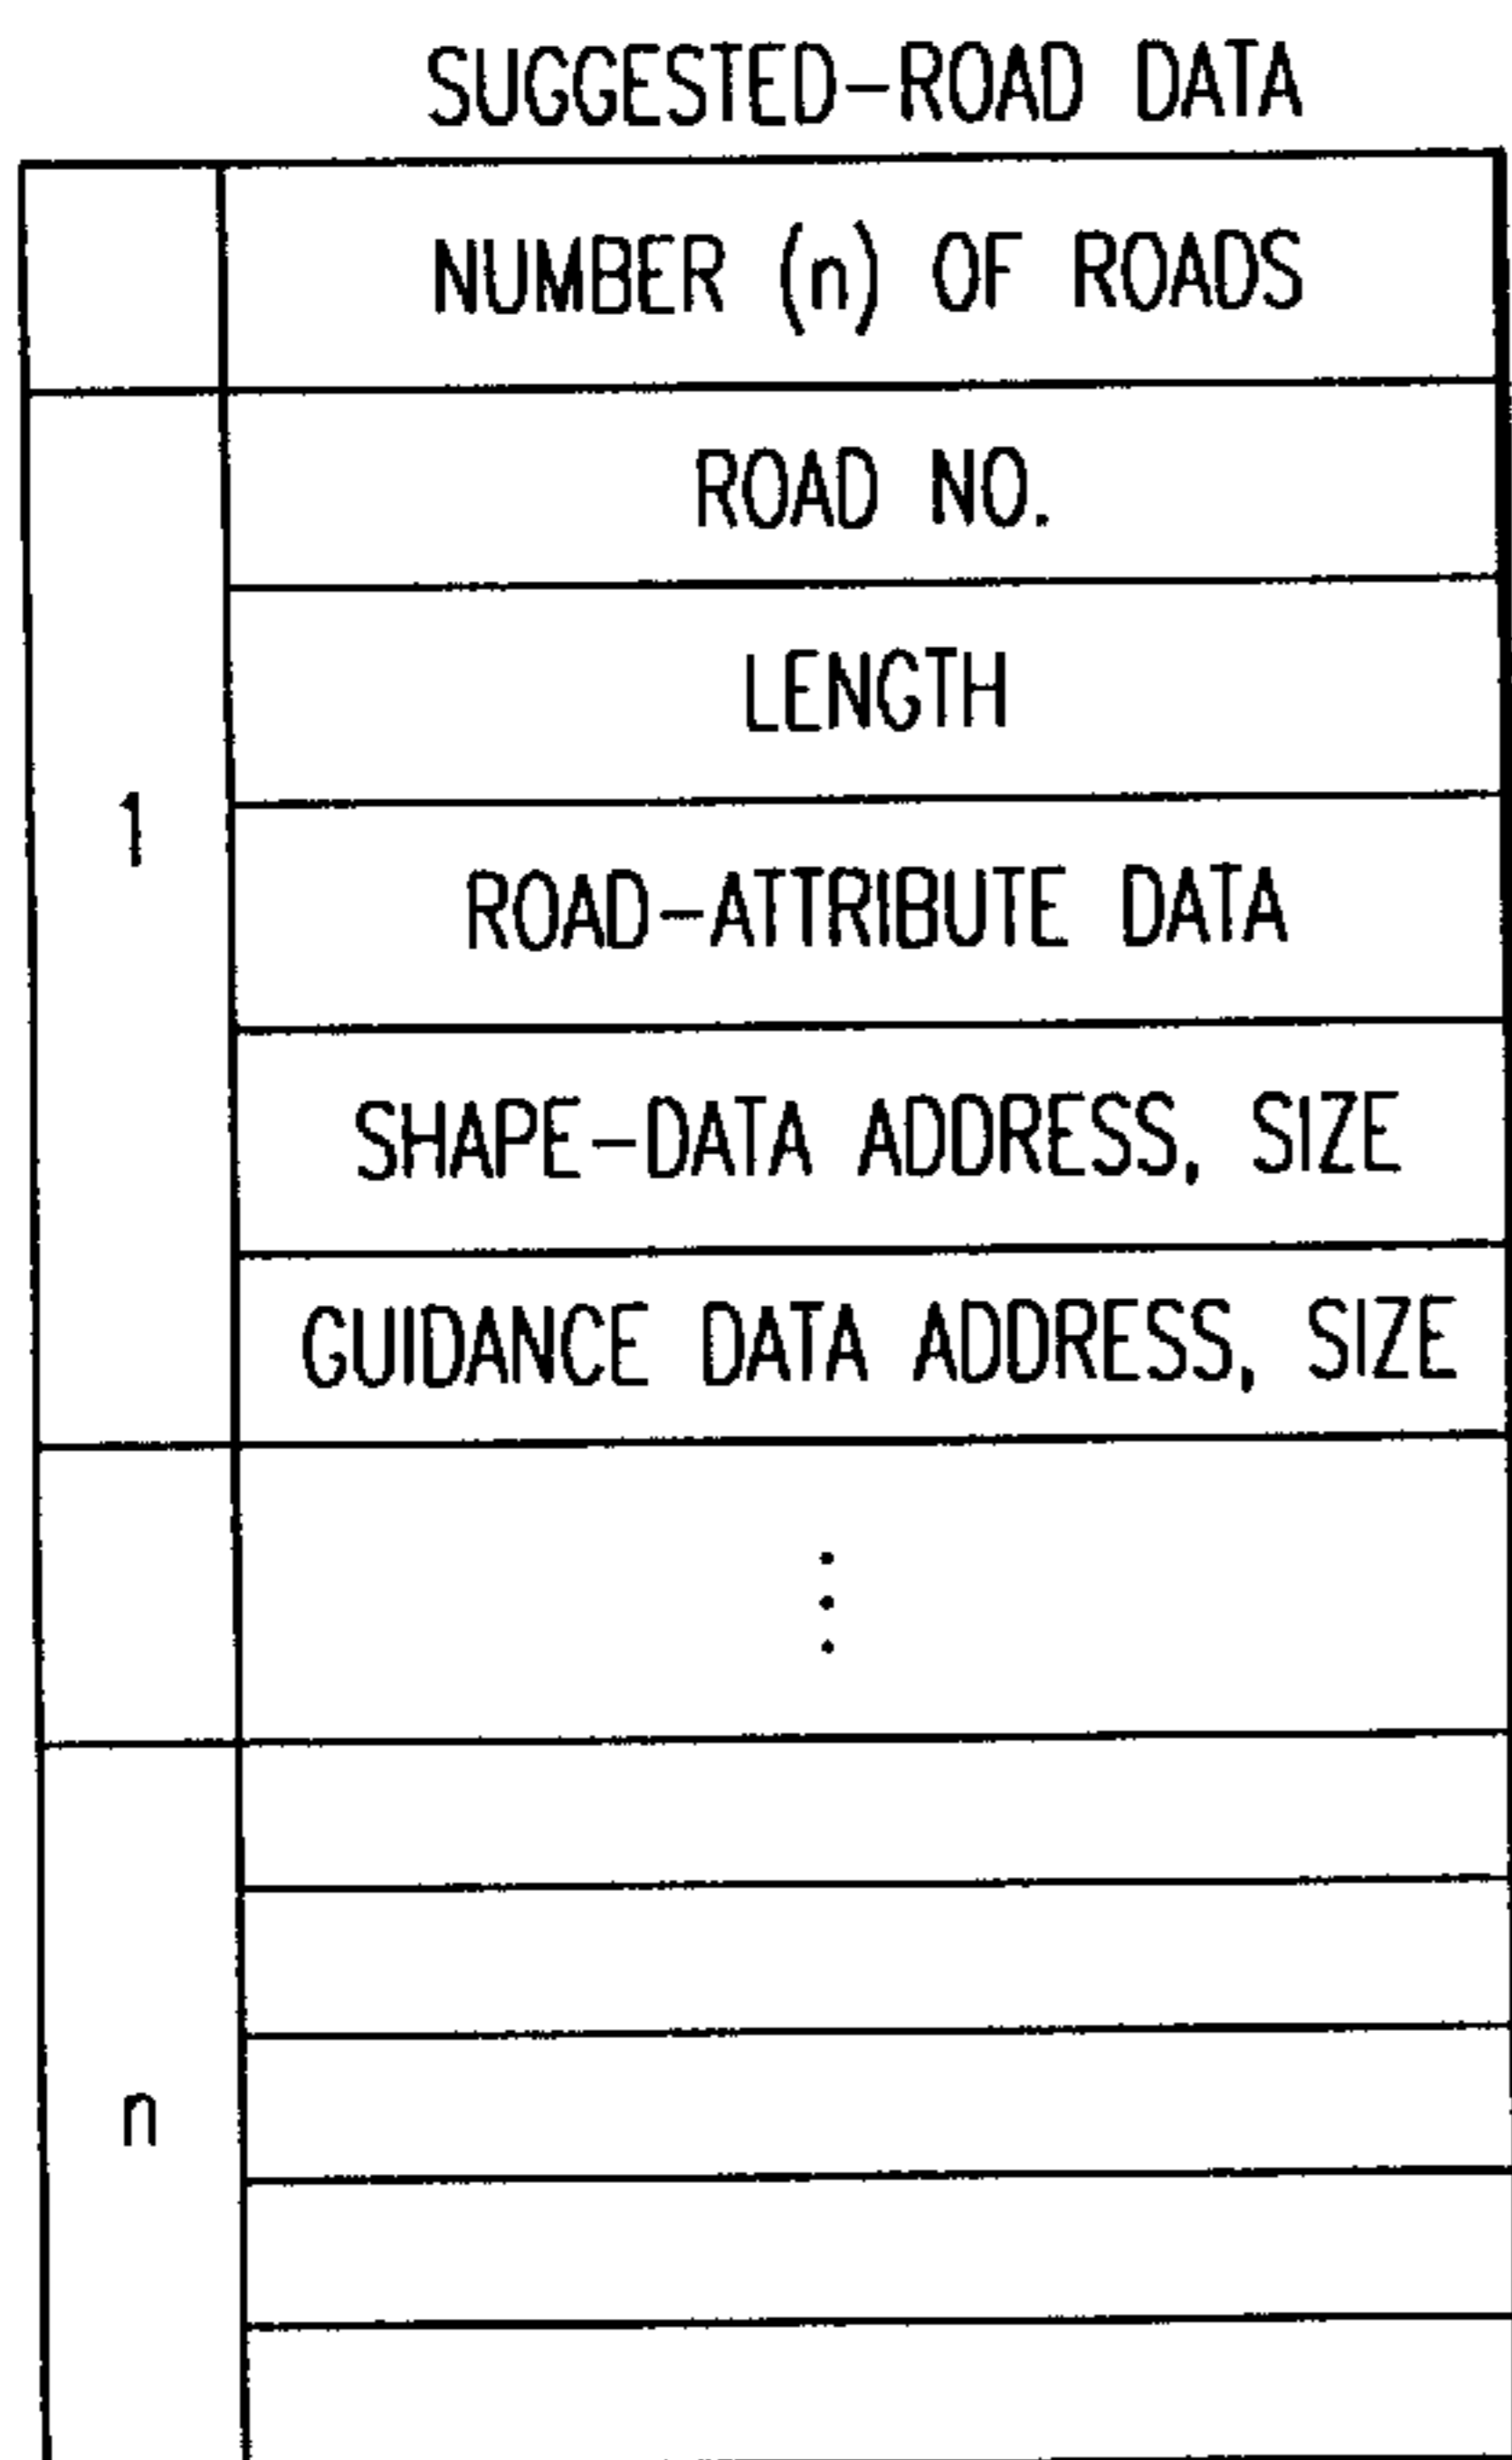 SUGGESTED-ROAD DATA
NUMBER (n) OF ROADS
1
ROAD NO.
LENGTH
ROAD-ATTRIBUTE DATA
SHAPE-DATA ADDRESS, SIZE
GUIDANCE DATA ADDRESS, SIZE
⋮
n